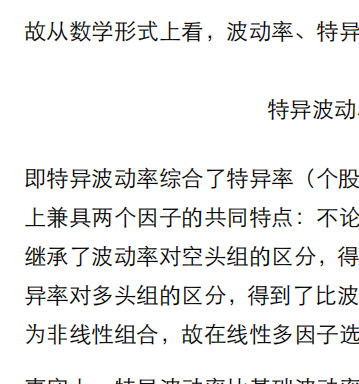 故从数学形式上看，波动率、特异
特异波动
即特异波动率综合了特异率（个股
上兼具两个因子的共同特点：不论
继承了波动率对空头组的区分，得
异率对多头组的区分，得到了比波
为非线性组合，故在线性多因子选